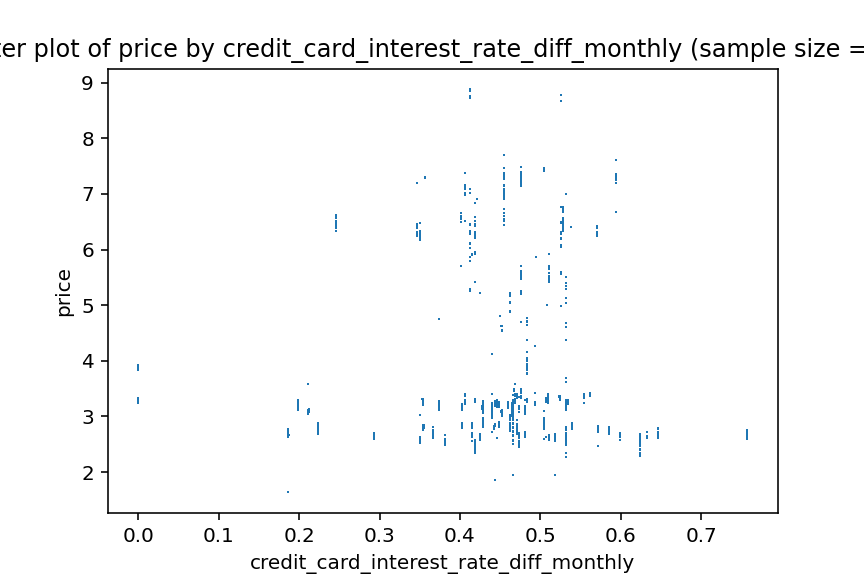 plot of price by credit_card_interest_rate_diff_monthly (sample size =
9
8
7
6
5
4
3
2
price
0.0 0.1 0.2 0.3 0.4 0.5 0.6 0.7
credit_card_interest_rate_diff_monthly